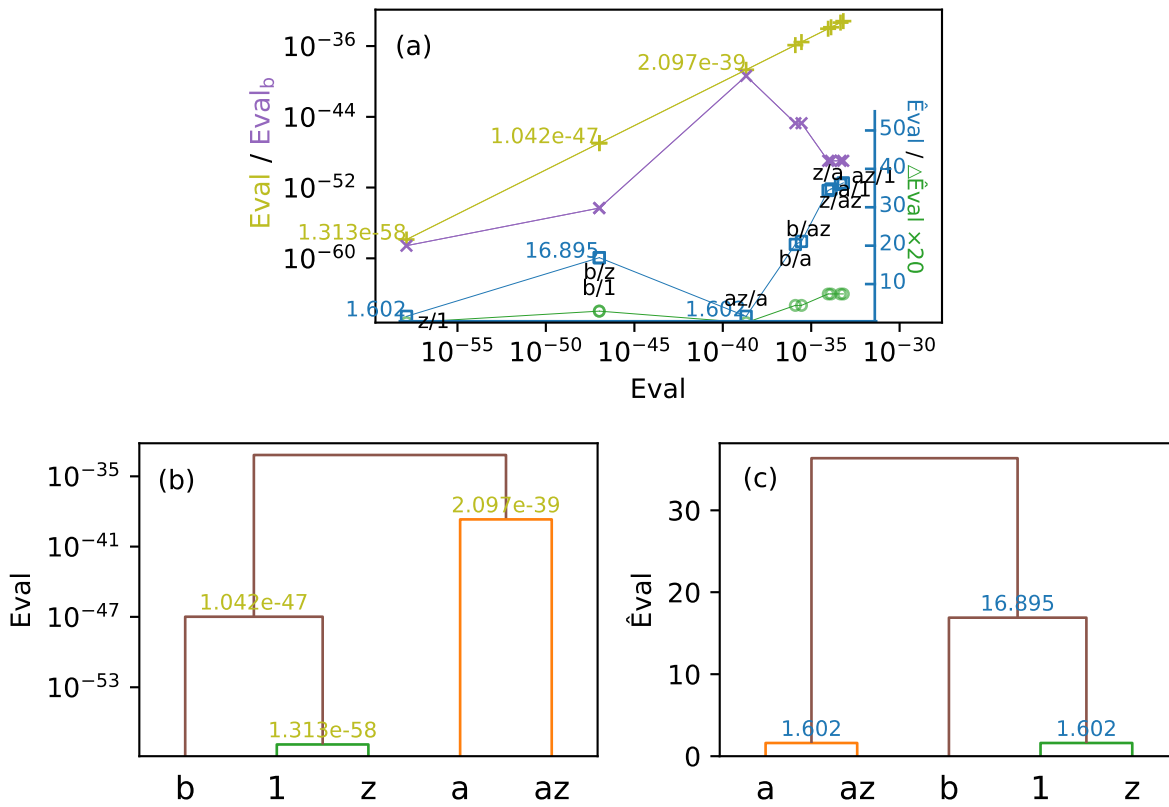 (a)
10⁻³⁶
10⁻⁴⁴
10⁻⁵²
10⁻⁶⁰
Eval / Eval_b
2.097e-39
1.042e-47
1.313e-58
16.895
1.602
1.602
z/1
b/z
b/1
az/a
b/az
b/a
z/a
az/1
a/1
z/az
50
40
30
20
10
Êval / △Êval ×20
10⁻⁵⁵
10⁻⁵⁰
10⁻⁴⁵
10⁻⁴⁰
10⁻³⁵
10⁻³⁰
Eval
(b)
10⁻³⁵
10⁻⁴¹
10⁻⁴⁷
10⁻⁵³
Eval
2.097e-39
1.042e-47
1.313e-58
b
1
z
a
az
(c)
30
20
10
0
Êval
16.895
1.602
1.602
a
az
b
1
z